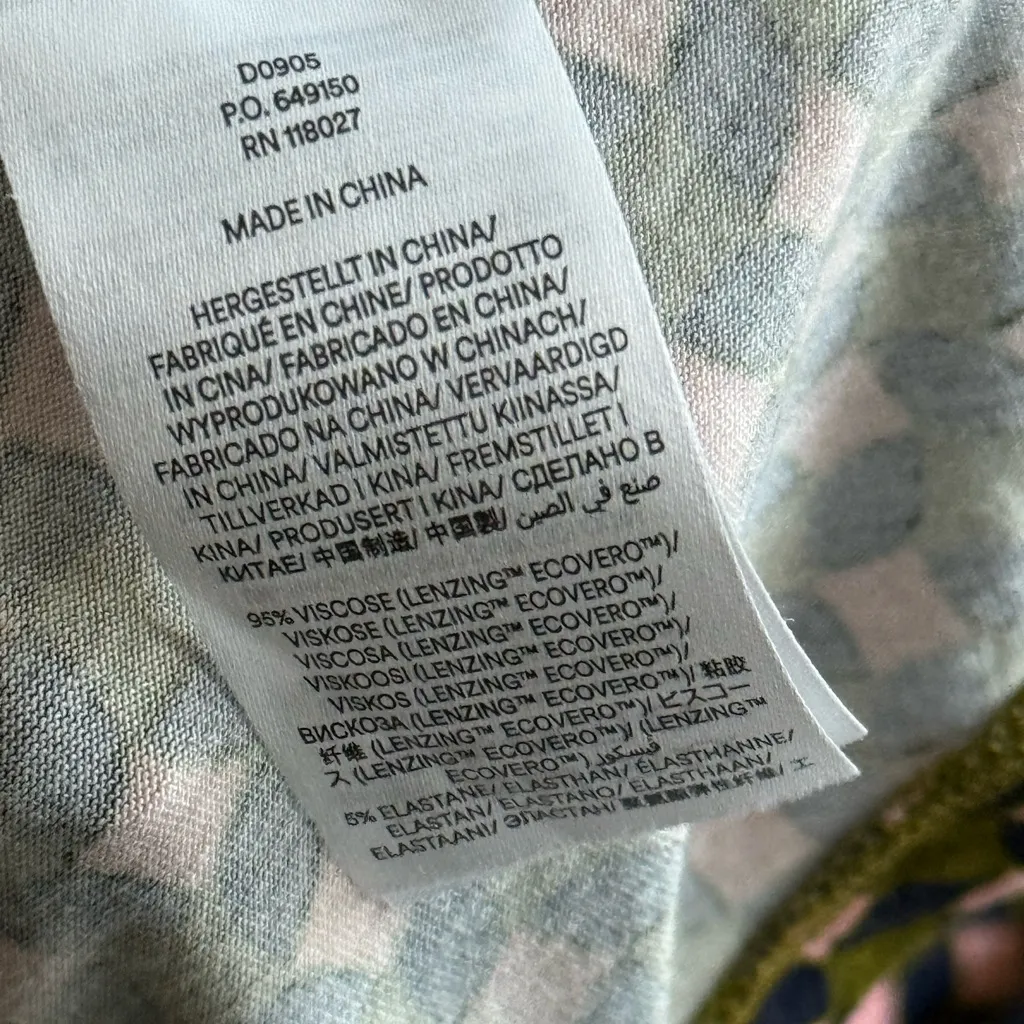 D0905
P.O. 649150
RN 118027
MADE IN CHINA
HERGESTELLT IN CHINA/
FABRIQUÉ EN CHINE/ PRODOTTO
IN CINA/ FABRICADO EN CHINA/
WYPRODUKOWANO W CHINACH/
FABRICADO NA CHINA/ VERVAARDIGD
IN CHINA/ VALMISTETTU KIINASSA/
TILLVERKAD I KINA/ FREMSTILLET I
KINA/ PRODUSERT I KINA/ СДЕЛАНО В
КИТАЕ/ 中国制造/ 中國製/ صنع في الصين
95% VISCOSE (LENZING™ ECOVERO™)/
VISKOSE (LENZING™ ECOVERO™)/
VISCOSA (LENZING™ ECOVERO™)/
VISKOOSI (LENZING™ ECOVERO™)/
VISKOS (LENZING™ ECOVERO™)/
ВИСКОЗА (LENZING™ ECOVERO™)/ 粘胶
纤维 (LENZING™ ECOVERO™)/ ビスコー
ス (LENZING™ ECOVERO™)/ (LENZING™
ECOVERO™) فيسكوز
5% ELASTANE/ ELASTHAN/ ÉLASTHANNE/
ELASTAN/ ELASTANO/ ELASTHAAN/
ELASTAANI/ ЭЛАСТАН/